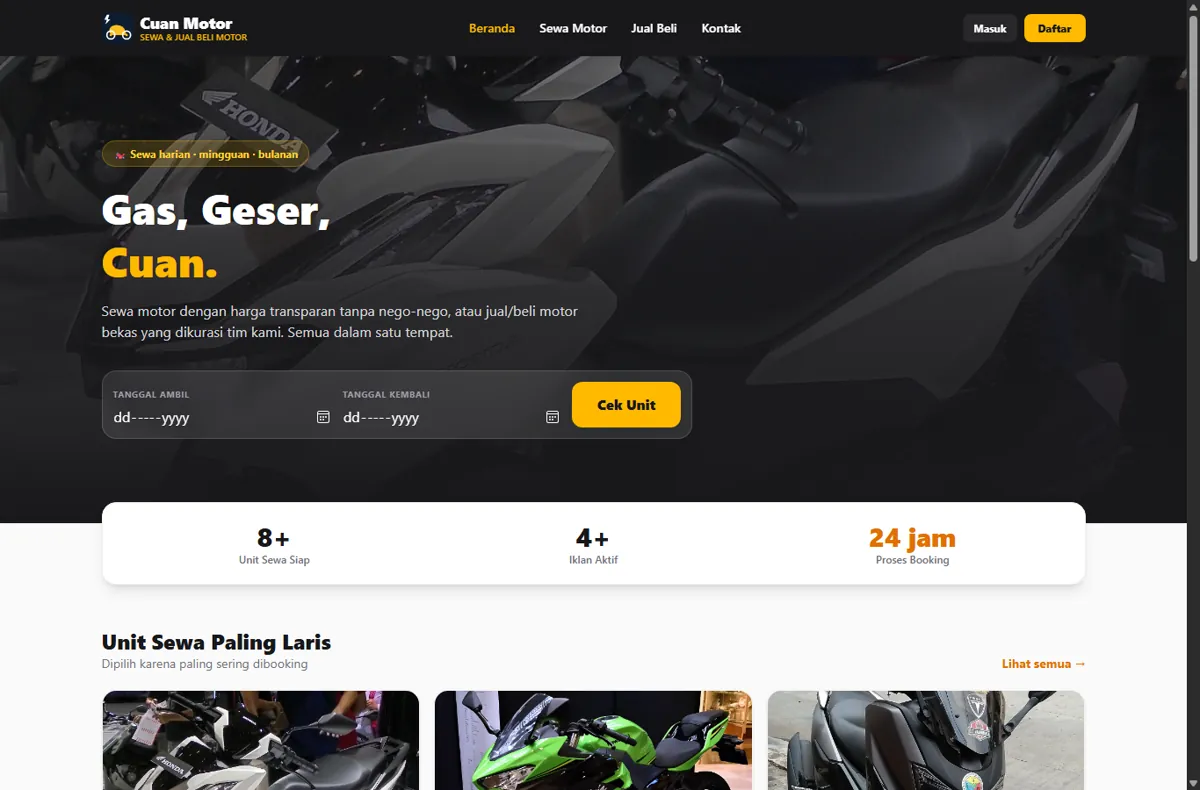 Cuan Motor
SEWA & JUAL BELI MOTOR
Beranda
Sewa Motor
Jual Beli
Kontak
Masuk
Daftar
HONDA
Sewa harian · mingguan · bulanan
Gas, Geser,
Cuan.
Sewa motor dengan harga transparan tanpa nego-nego, atau jual/beli motor
bekas yang dikurasi tim kami. Semua dalam satu tempat.
TANGGAL AMBIL
dd-----yyyy
TANGGAL KEMBALI
dd-----yyyy
Cek Unit
8+
Unit Sewa Siap
4+
Iklan Aktif
24 jam
Proses Booking
Unit Sewa Paling Laris
Dipilih karena paling sering dibooking
Lihat semua →
HONDA